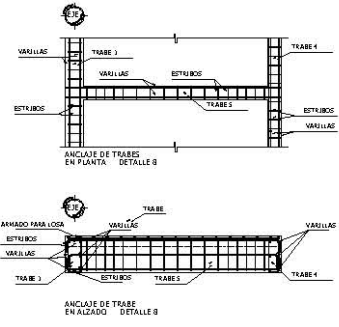 EJE
VARILLAS
TRABE 3
TRABE 4
VARILLAS
ESTRIBOS
TRABE 5
ESTRIBOS
ESTRIBOS
VARILLAS
ANCLAJE DE TRABES
EN PLANTA DETALLE 8
EJE
TRABE
ARMADO PARA LOSA
VARILLAS
VARILLAS
ESTRIBOS
VARILLAS
TRABE 3
ESTRIBOS
TRABE 5
TRABE 4
ANCLAJE DE TRABE
EN ALZADO DETALLE 8